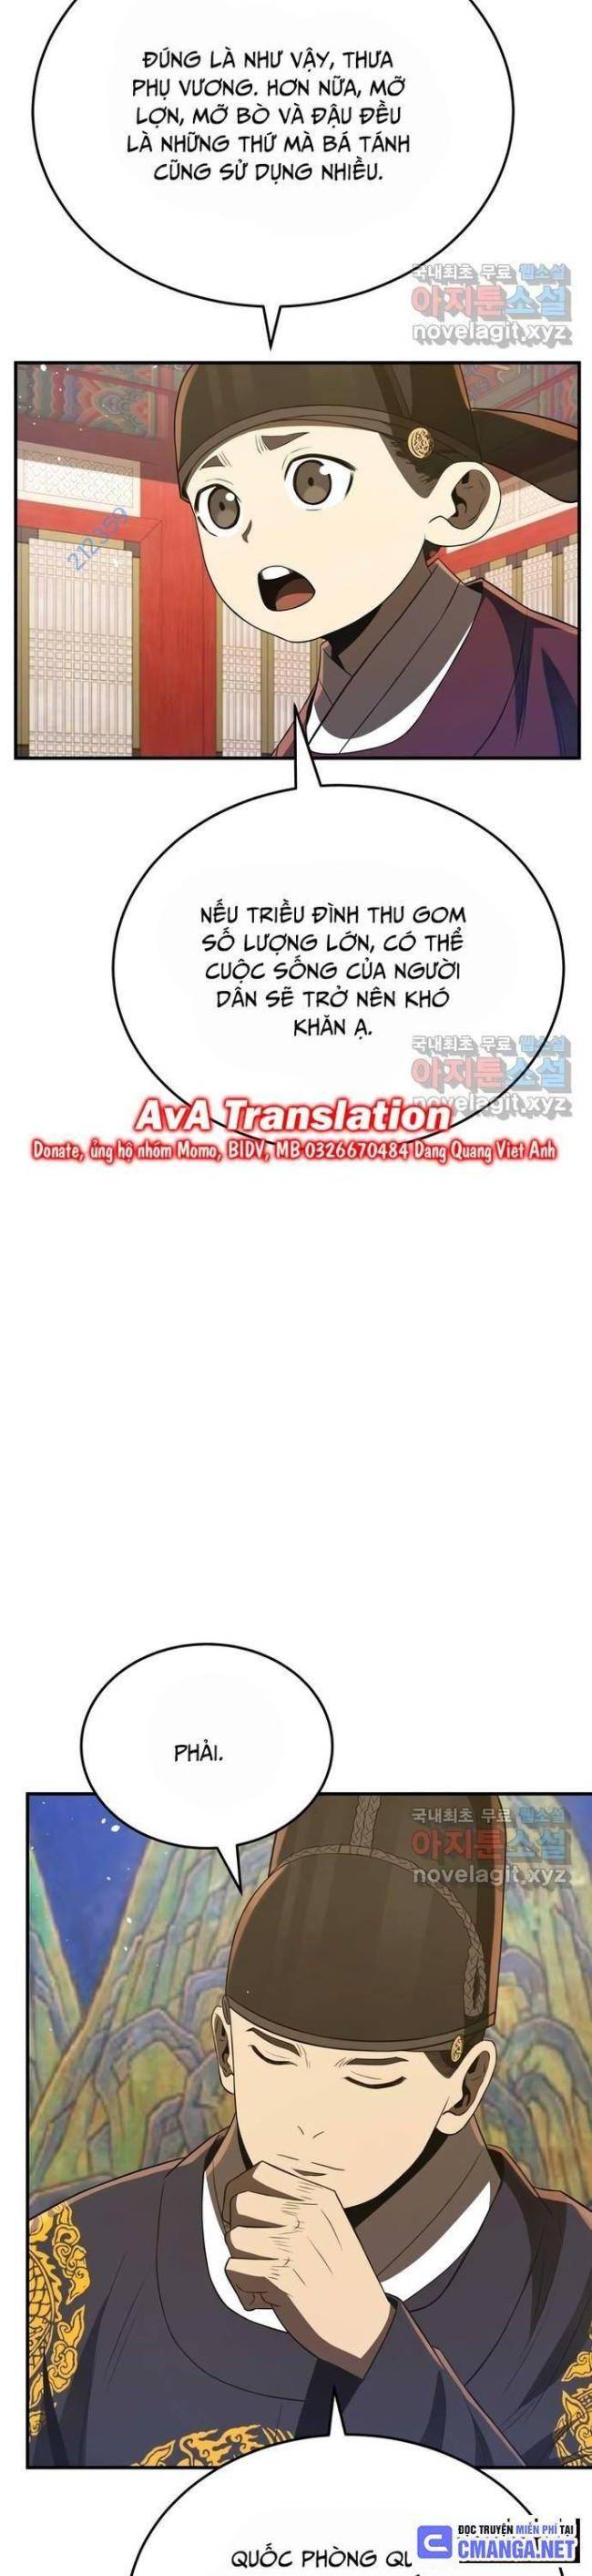 ĐÚNG LÀ NHƯ VẬY, THƯA
PHỤ VƯƠNG. HƠN NỮA, MỠ
LỢN, MỠ BÒ VÀ ĐẬU ĐỀU
LÀ NHỮNG THỨ MÀ BÁ TÁNH
CŨNG SỬ DỤNG NHIỀU.
국내최초 무료 웹소설
아지툰소설
novelagit.xyz
212359
NẾU TRIỀU ĐÌNH THU GOM
SỐ LƯỢNG LỚN, CÓ THỂ
CUỘC SỐNG CỦA NGƯỜI
DÂN SẼ TRỞ NÊN KHÓ
KHĂN Ạ.
국내최초 무료 웹소설
아지툰소설
novelagit.xyz
AvA Translation
Donate, ủng hộ nhóm Momo, BIDV, MB 0326670484 Dang Quang Viet Anh
PHẢI.
국내최초 무료 웹소설
아지툰소설
novelagit.xyz
QUỐC PHÒNG
ĐỌC TRUYỆN MIỄN PHÍ TẠI
CMANGA.NET